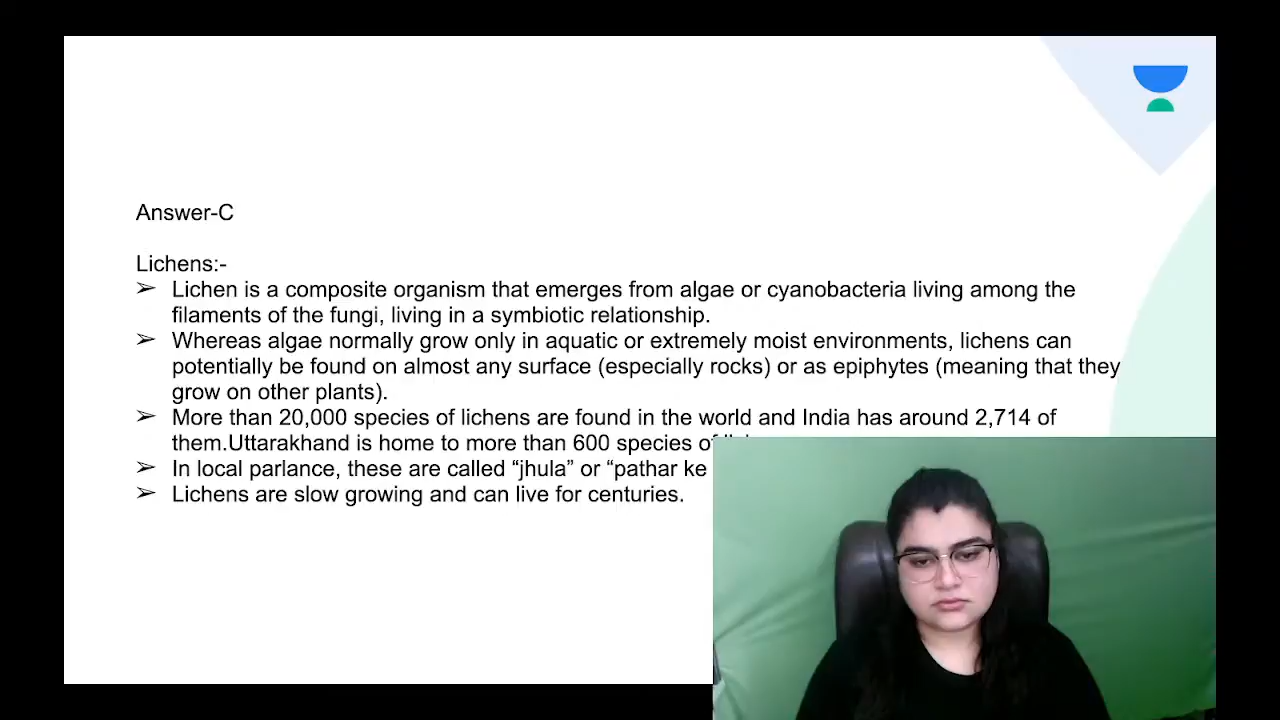 Answer-C
Lichens:-
➢ Lichen is a composite organism that emerges from algae or cyanobacteria living among the
filaments of the fungi, living in a symbiotic relationship.
➢ Whereas algae normally grow only in aquatic or extremely moist environments, lichens can
potentially be found on almost any surface (especially rocks) or as epiphytes (meaning that they
grow on other plants).
➢ More than 20,000 species of lichens are found in the world and India has around 2,714 of
them.Uttarakhand is home to more than 600 species of
➢ In local parlance, these are called “jhula” or “pathar ke
➢ Lichens are slow growing and can live for centuries.